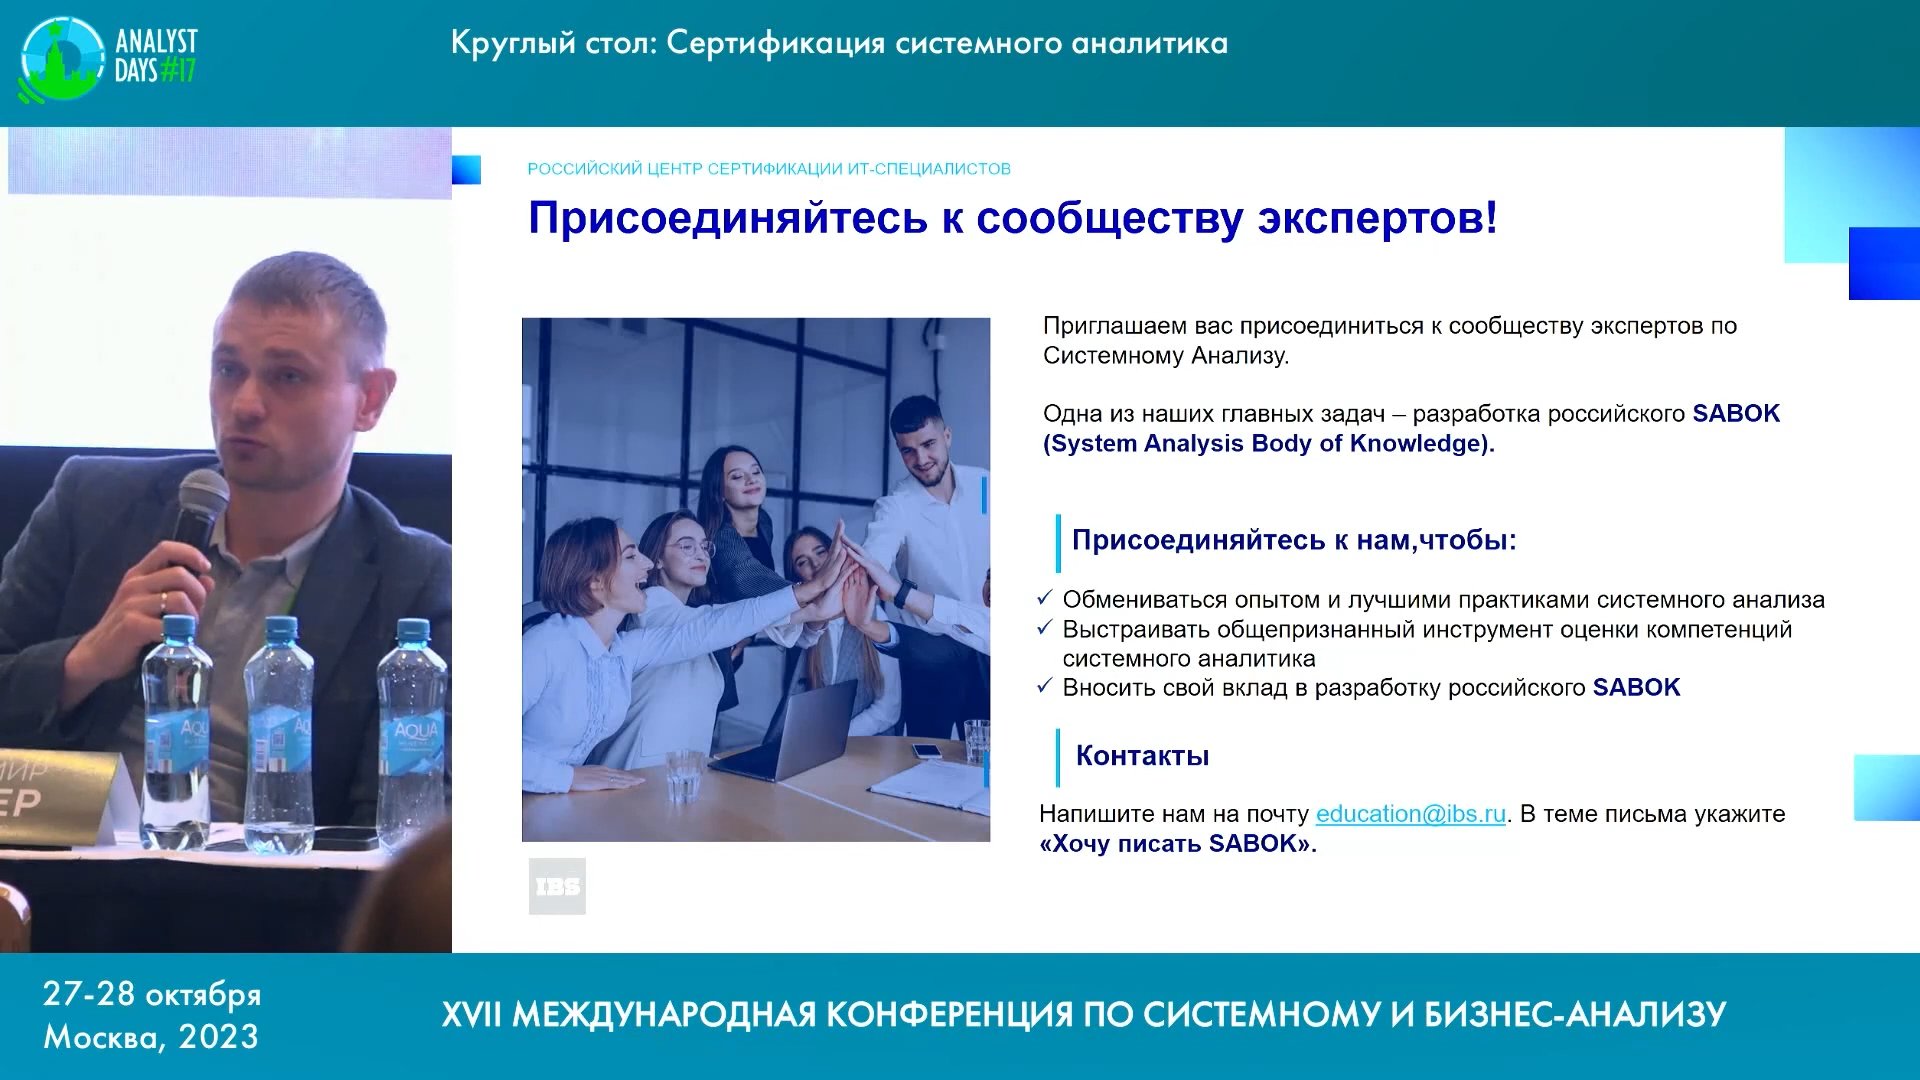 ANALYST
DAYS #17
Круглый стол: Сертификация системного аналитика
РОССИЙСКИЙ ЦЕНТР СЕРТИФИКАЦИИ ИТ-СПЕЦИАЛИСТОВ
Присоединяйтесь к сообществу экспертов!
Приглашаем вас присоединиться к сообществу экспертов по
Системному Анализу.
Одна из наших главных задач – разработка российского SABOK
(System Analysis Body of Knowledge).
Присоединяйтесь к нам,чтобы:
✓ Обмениваться опытом и лучшими практиками системного анализа
✓ Выстраивать общепризнанный инструмент оценки компетенций
системного аналитика
✓ Вносить свой вклад в разработку российского SABOK
Контакты
Напишите нам на почту education@ibs.ru. В теме письма укажите
«Хочу писать SABOK».
IBS
МИР
ЕР
AQUA
AQUA
27-28 октября
Москва, 2023
XVII МЕЖДУНАРОДНАЯ КОНФЕРЕНЦИЯ ПО СИСТЕМНОМУ И БИЗНЕС-АНАЛИЗУ